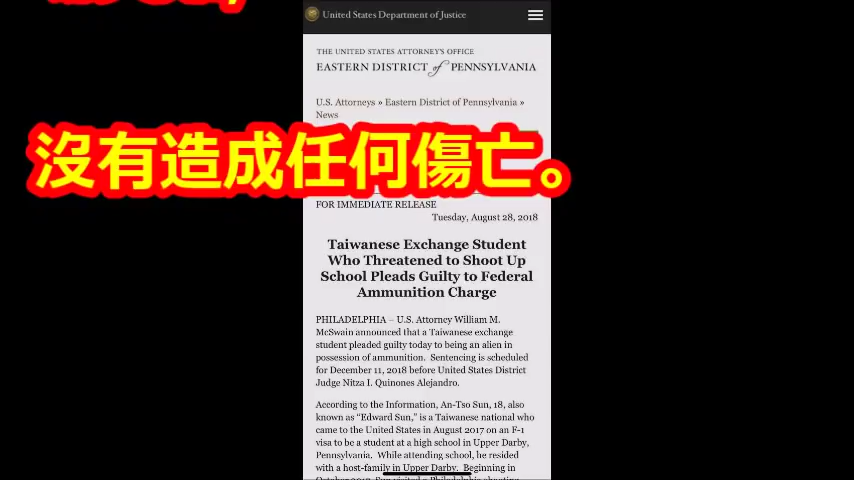 United States Department of Justice
THE UNITED STATES ATTORNEY'S OFFICE
EASTERN DISTRICT of PENNSYLVANIA
U.S. Attorneys » Eastern District of Pennsylvania »
News
沒有造成任何傷亡。
FOR IMMEDIATE RELEASE
Tuesday, August 28, 2018
Taiwanese Exchange Student
Who Threatened to Shoot Up
School Pleads Guilty to Federal
Ammunition Charge
PHILADELPHIA – U.S. Attorney William M.
McSwain announced that a Taiwanese exchange
student pleaded guilty today to being an alien in
possession of ammunition. Sentencing is scheduled
for December 11, 2018 before United States District
Judge Nitza I. Quinones Alejandro.
According to the Information, An-Tso Sun, 18, also
known as “Edward Sun,” is a Taiwanese national who
came to the United States in August 2017 on an F-1
visa to be a student at a high school in Upper Darby,
Pennsylvania. While attending school, he resided
with a host-family in Upper Darby. Beginning in